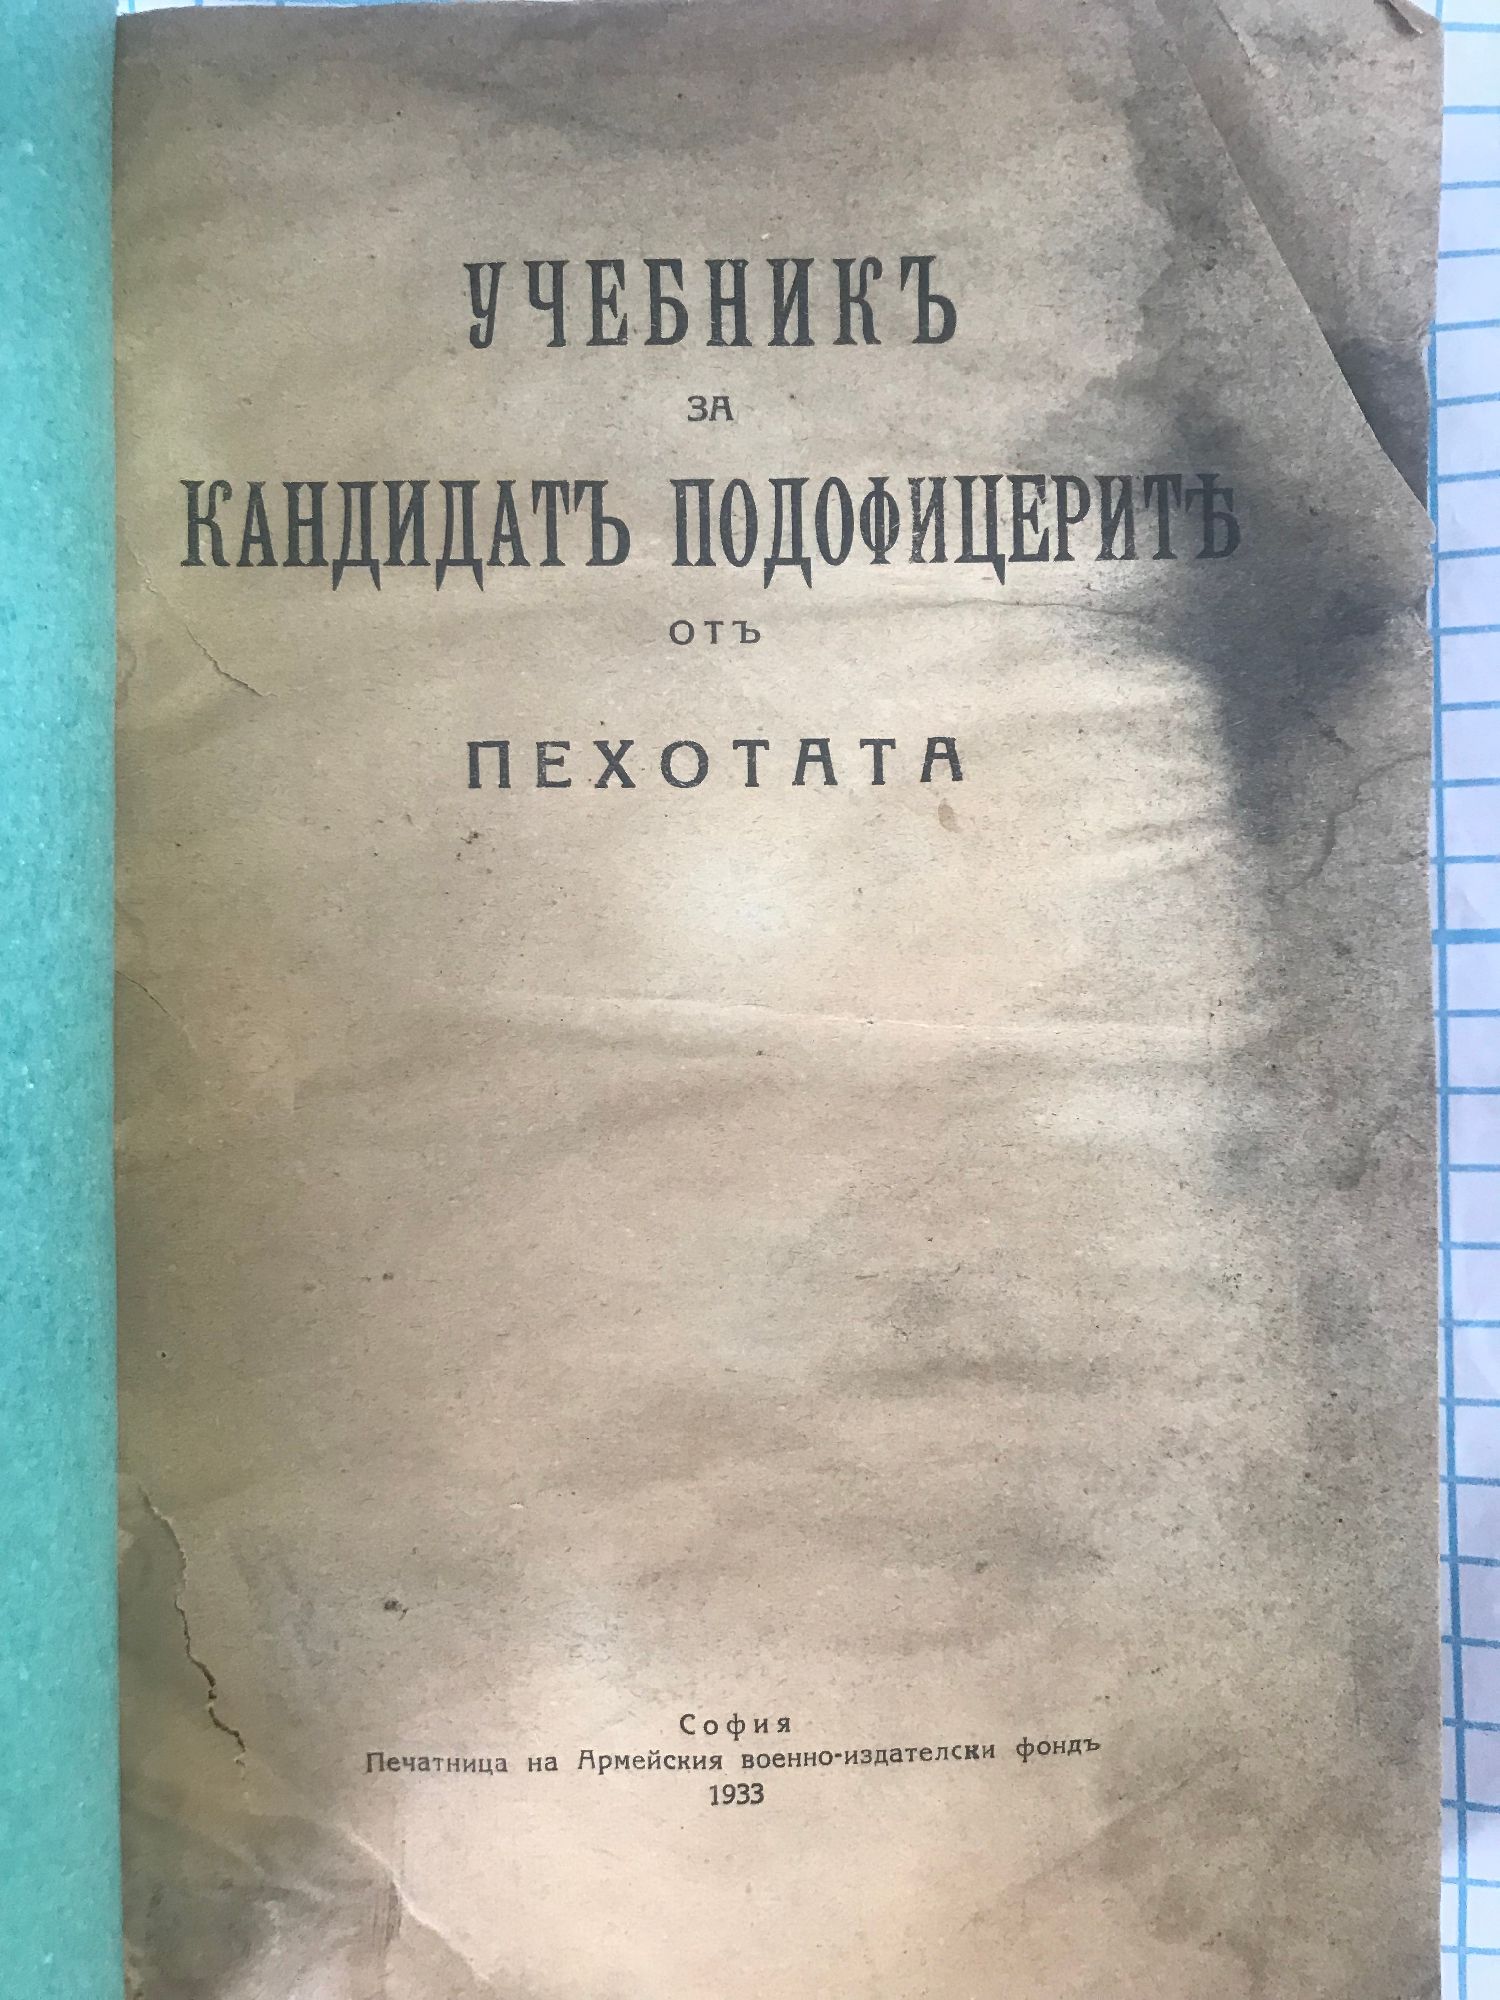 УЧЕБНИКЪ
ЗА
КАНДИДАТЪ ПОДОФИЦЕРИТѢ
ОТЪ
ПЕХОТАТА
София
Печатница на Армейския военно-издателски фондъ
1933